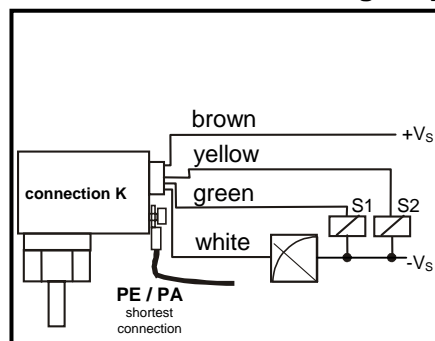 brown
+VS
yellow
S1 S2
connection K
green
white
-VS
PE / PA
shortest
connection